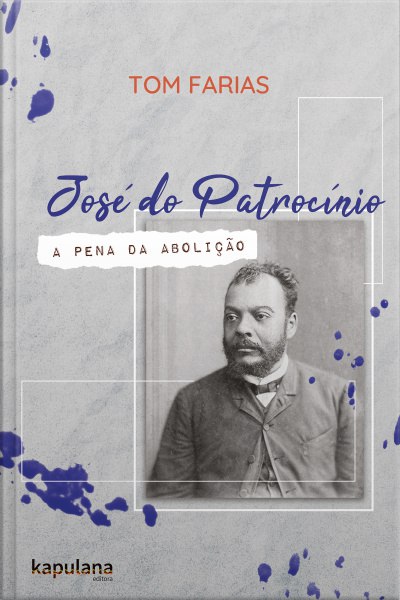 TOM FARIAS
José do Patrocínio
A PENA DA ABOLIÇÃO
kapulana
editora